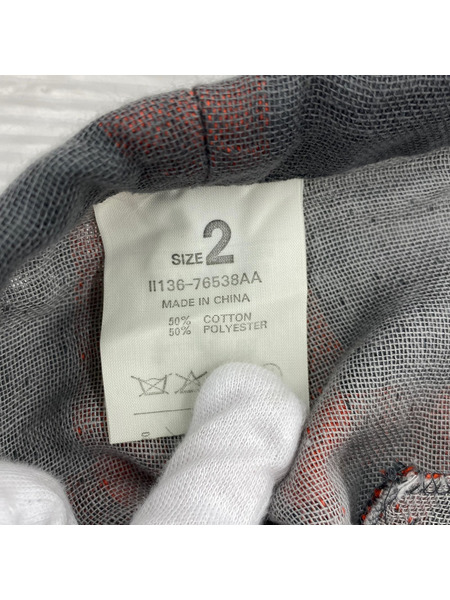 SIZE 2
II136-76538AA
MADE IN CHINA
50% COTTON
50% POLYESTER